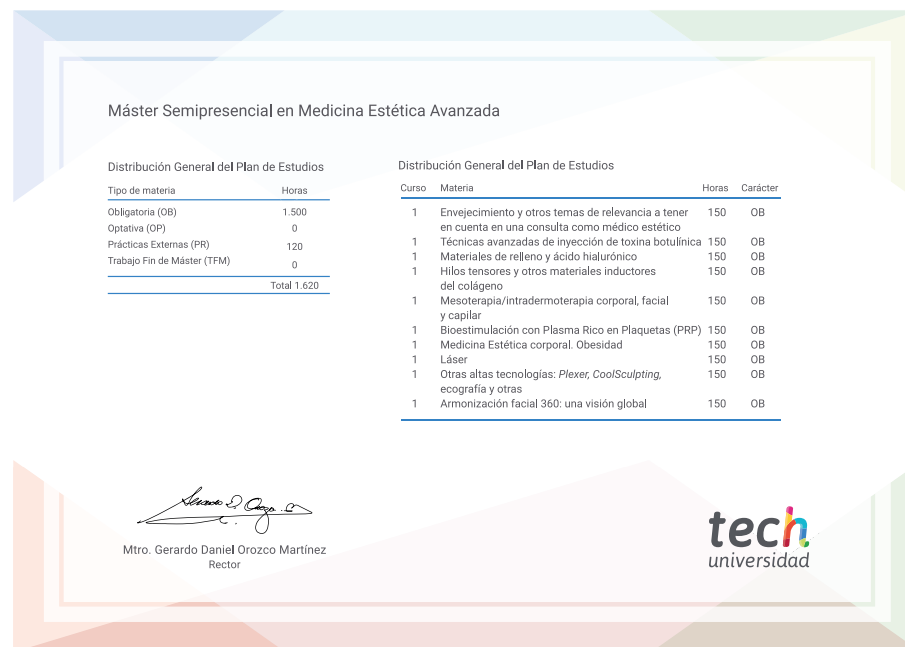 Máster Semipresencial en Medicina Estética Avanzada
Distribución General del Plan de Estudios
Tipo de materia Horas
Obligatoria (OB) 1.500
Optativa (OP) 0
Prácticas Externas (PR) 120
Trabajo Fin de Máster (TFM) 0
Total 1.620
Distribución General del Plan de Estudios
Curso Materia Horas Carácter
1 Envejecimiento y otros temas de relevancia a tener 150 OB
en cuenta en una consulta como médico estético
1 Técnicas avanzadas de inyección de toxina botulínica 150 OB
1 Materiales de relleno y ácido hialurónico 150 OB
1 Hilos tensores y otros materiales inductores 150 OB
del colágeno
1 Mesoterapia/intradermoterapia corporal, facial 150 OB
y capilar
1 Bioestimulación con Plasma Rico en Plaquetas (PRP) 150 OB
1 Medicina Estética corporal. Obesidad 150 OB
1 Láser 150 OB
1 Otras altas tecnologías: Plexer, CoolSculpting, 150 OB
ecografía y otras
1 Armonización facial 360: una visión global 150 OB
Mtro. Gerardo Daniel Orozco Martínez
Rector
tech
universidad